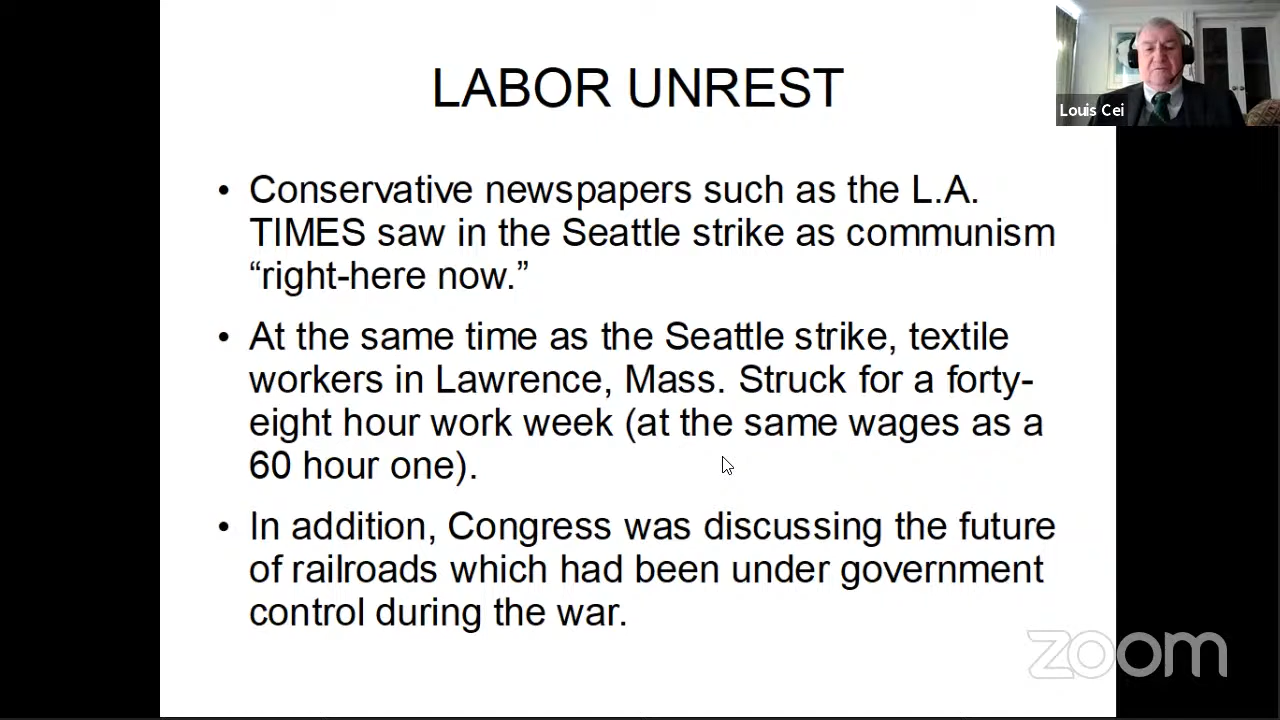 LABOR UNREST
Louis Cei
• Conservative newspapers such as the L.A.
TIMES saw in the Seattle strike as communism
“right-here now.”
• At the same time as the Seattle strike, textile
workers in Lawrence, Mass. Struck for a forty-
eight hour work week (at the same wages as a
60 hour one).
• In addition, Congress was discussing the future
of railroads which had been under government
control during the war.
zoom